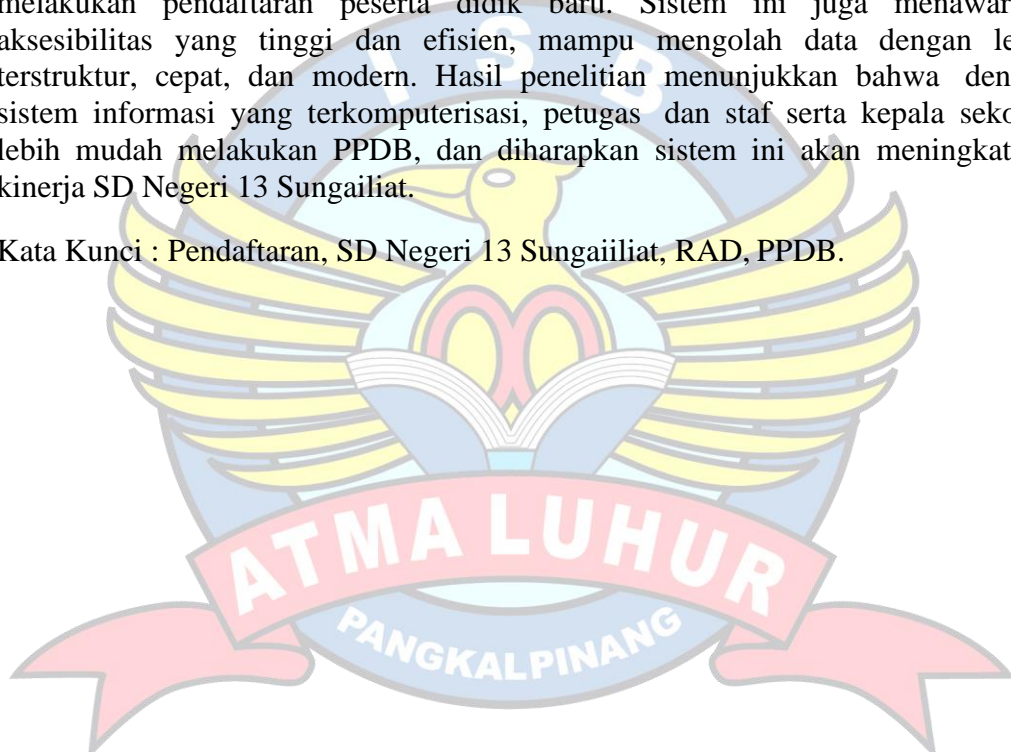 melakukan pendaftaran peserta didik baru. Sistem ini juga menawar
aksesibilitas yang tinggi dan efisien, mampu mengolah data dengan le
terstruktur, cepat, dan modern. Hasil penelitian menunjukkan bahwa den
sistem informasi yang terkomputerisasi, petugas dan staf serta kepala seko
lebih mudah melakukan PPDB, dan diharapkan sistem ini akan meningkat
kinerja SD Negeri 13 Sungailiat.
Kata Kunci : Pendaftaran, SD Negeri 13 Sungaiiliat, RAD, PPDB.
I S B
ATMA LUHUR
PANGKALPINANG